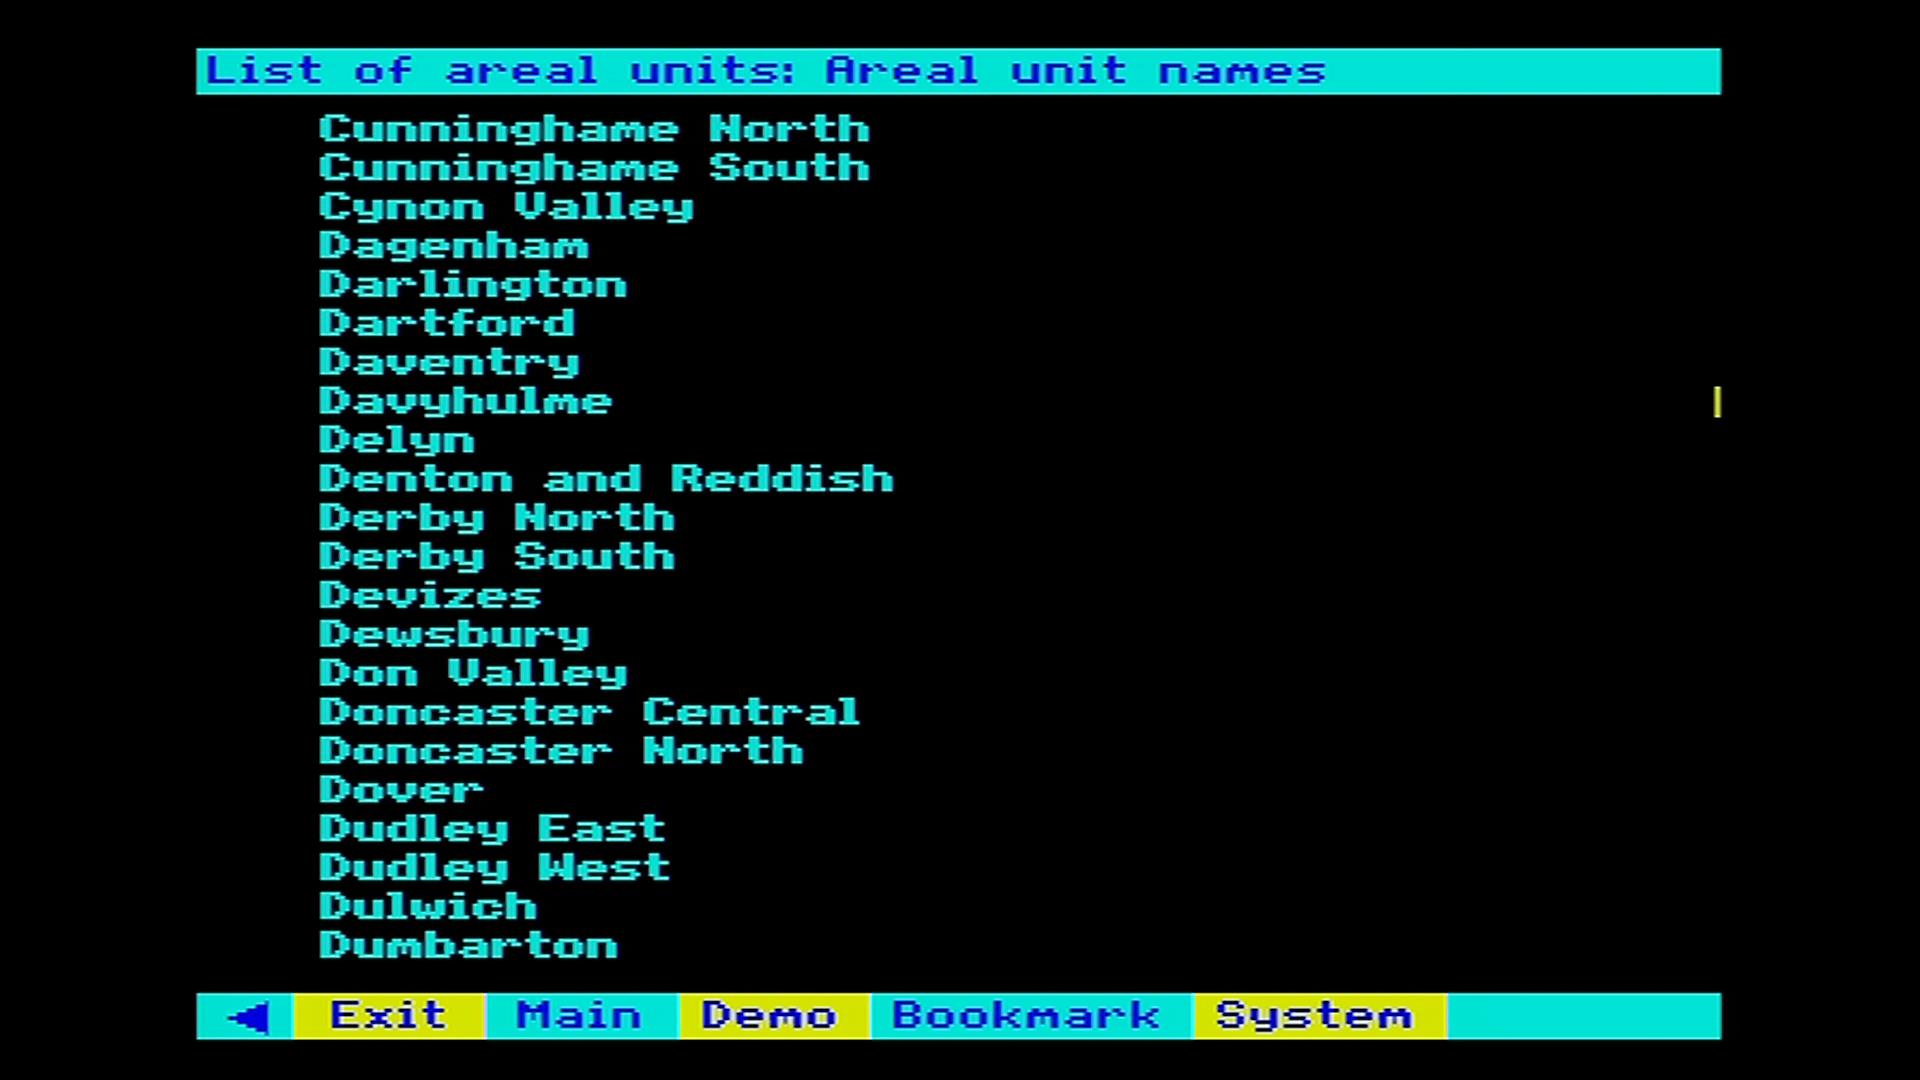 List of areal units: Areal unit names
Cunninghame North
Cunninghame South
Cynon Valley
Dagenham
Darlington
Dartford
Daventry
Davyhulme
Delyn
Denton and Reddish
Derby North
Derby South
Devizes
Dewsbury
Don Valley
Doncaster Central
Doncaster North
Dover
Dudley East
Dudley West
Dulwich
Dumbarton
Exit Main Demo Bookmark System